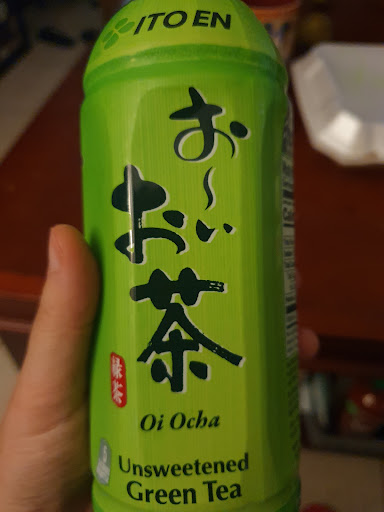 ITO EN
お〜い
お茶
緑茶
Oi Ocha
Unsweetened
Green Tea